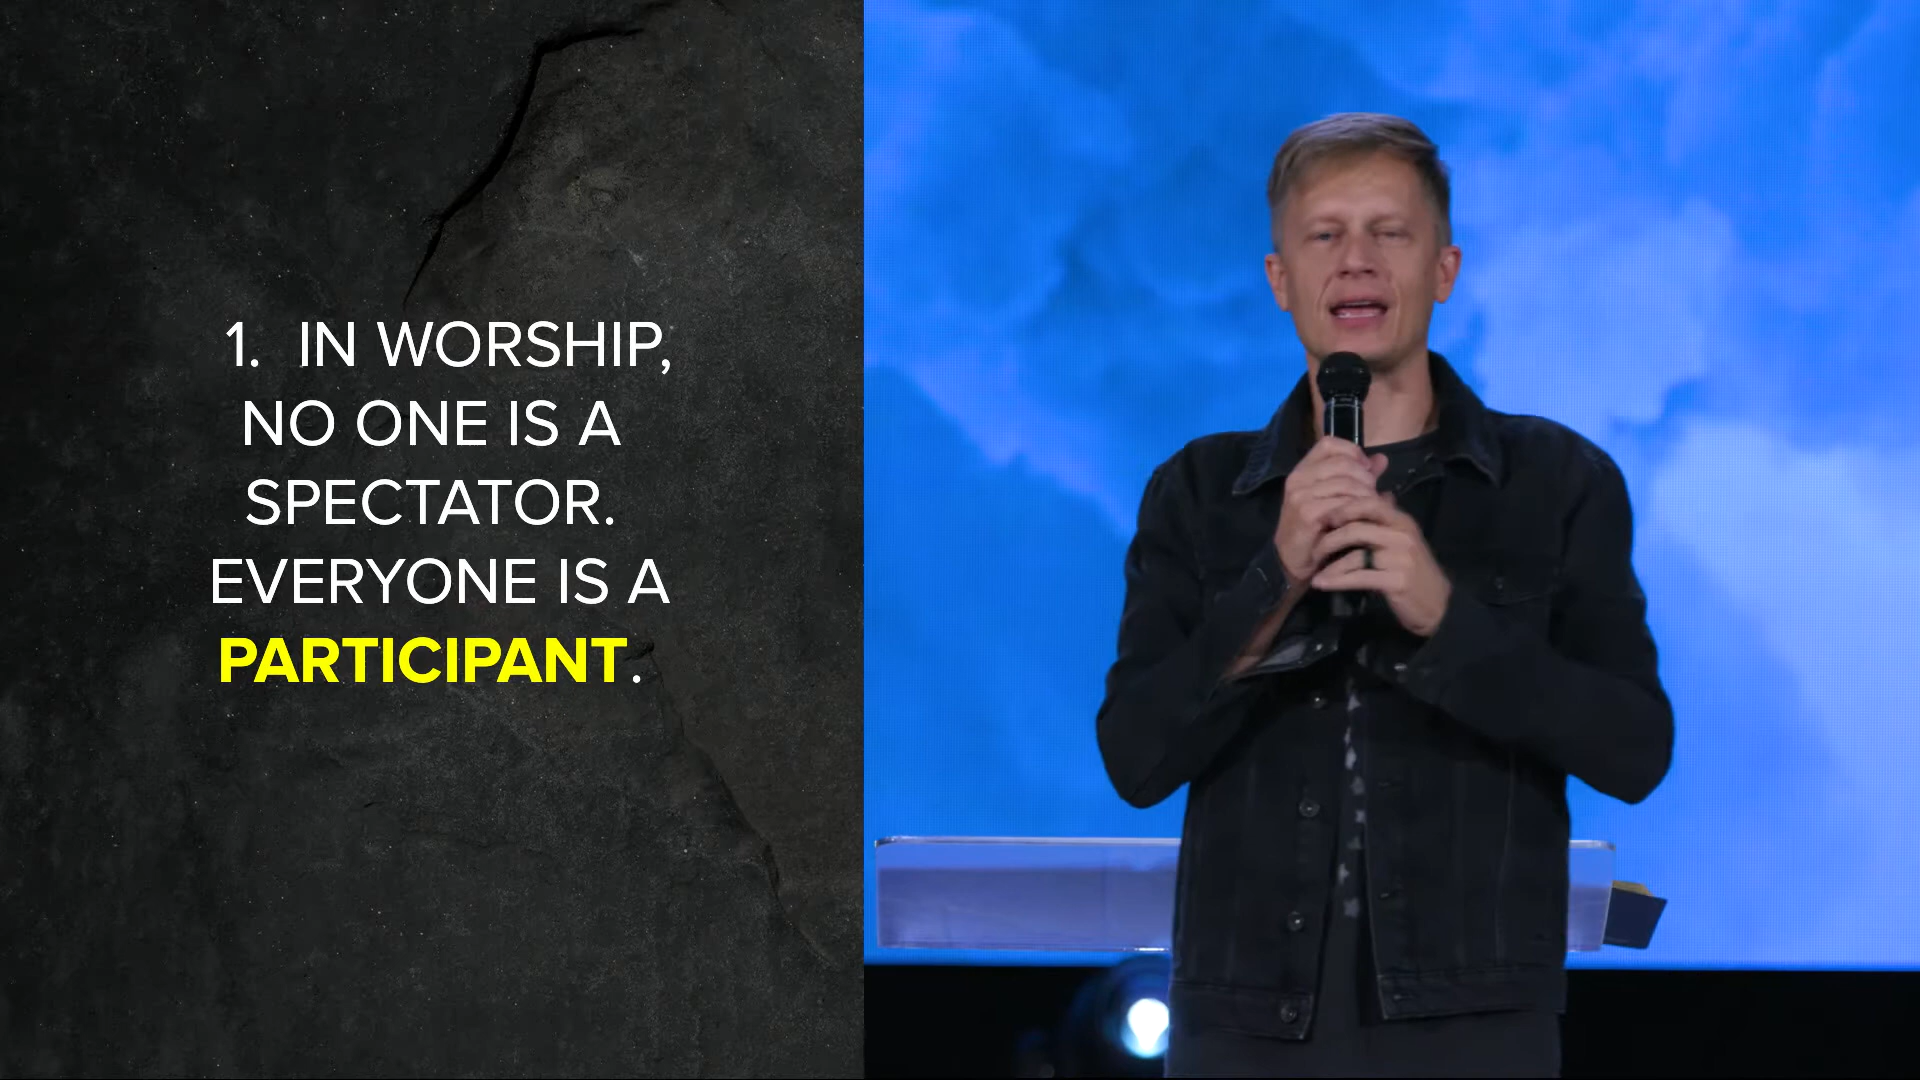 1. IN WORSHIP,
NO ONE IS A
SPECTATOR.
EVERYONE IS A
PARTICIPANT.